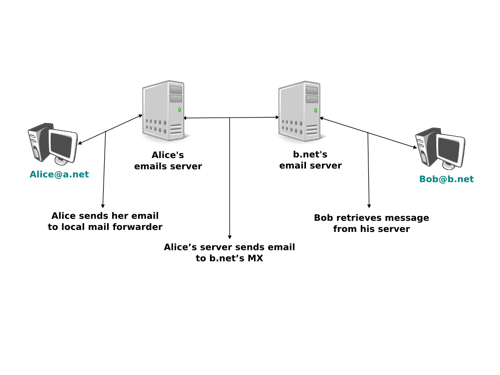 Alice's
emails server
b.net's
email server
Alice@a.net
Bob@b.net
Alice sends her email
to local mail forwarder
Bob retrieves message
from his server
Alice’s server sends email
to b.net’s MX